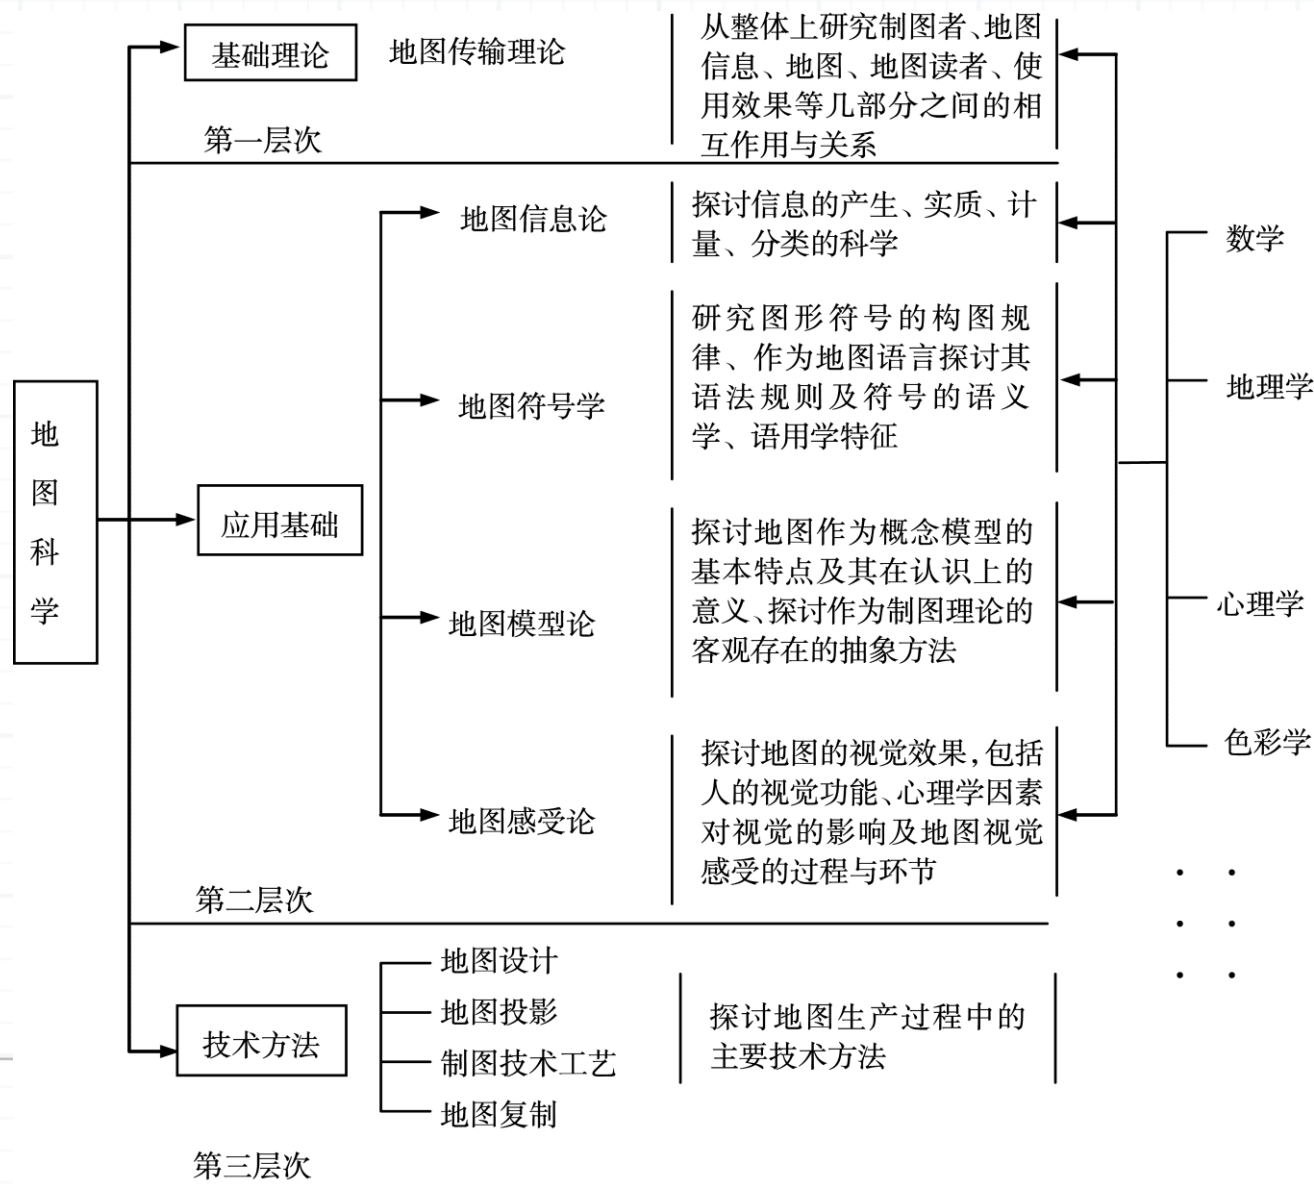 地
图
科
学
基础理论
地图传输理论
从整体上研究制图者、地图
信息、地图、地图读者、使
用效果等几部分之间的相
互作用与关系
第一层次
应用基础
地图信息论
探讨信息的产生、实质、计
量、分类的科学
地图符号学
研究图形符号的构图规
律、作为地图语言探讨其
语法规则及符号的语义
学、语用学特征
地图模型论
探讨地图作为概念模型的
基本特点及其在认识上的
意义、探讨作为制图理论的
客观存在的抽象方法
地图感受论
探讨地图的视觉效果,包括
人的视觉功能、心理学因素
对视觉的影响及地图视觉
感受的过程与环节
第二层次
技术方法
地图设计
地图投影
制图技术工艺
地图复制
探讨地图生产过程中的
主要技术方法
第三层次
数学
地理学
心理学
色彩学